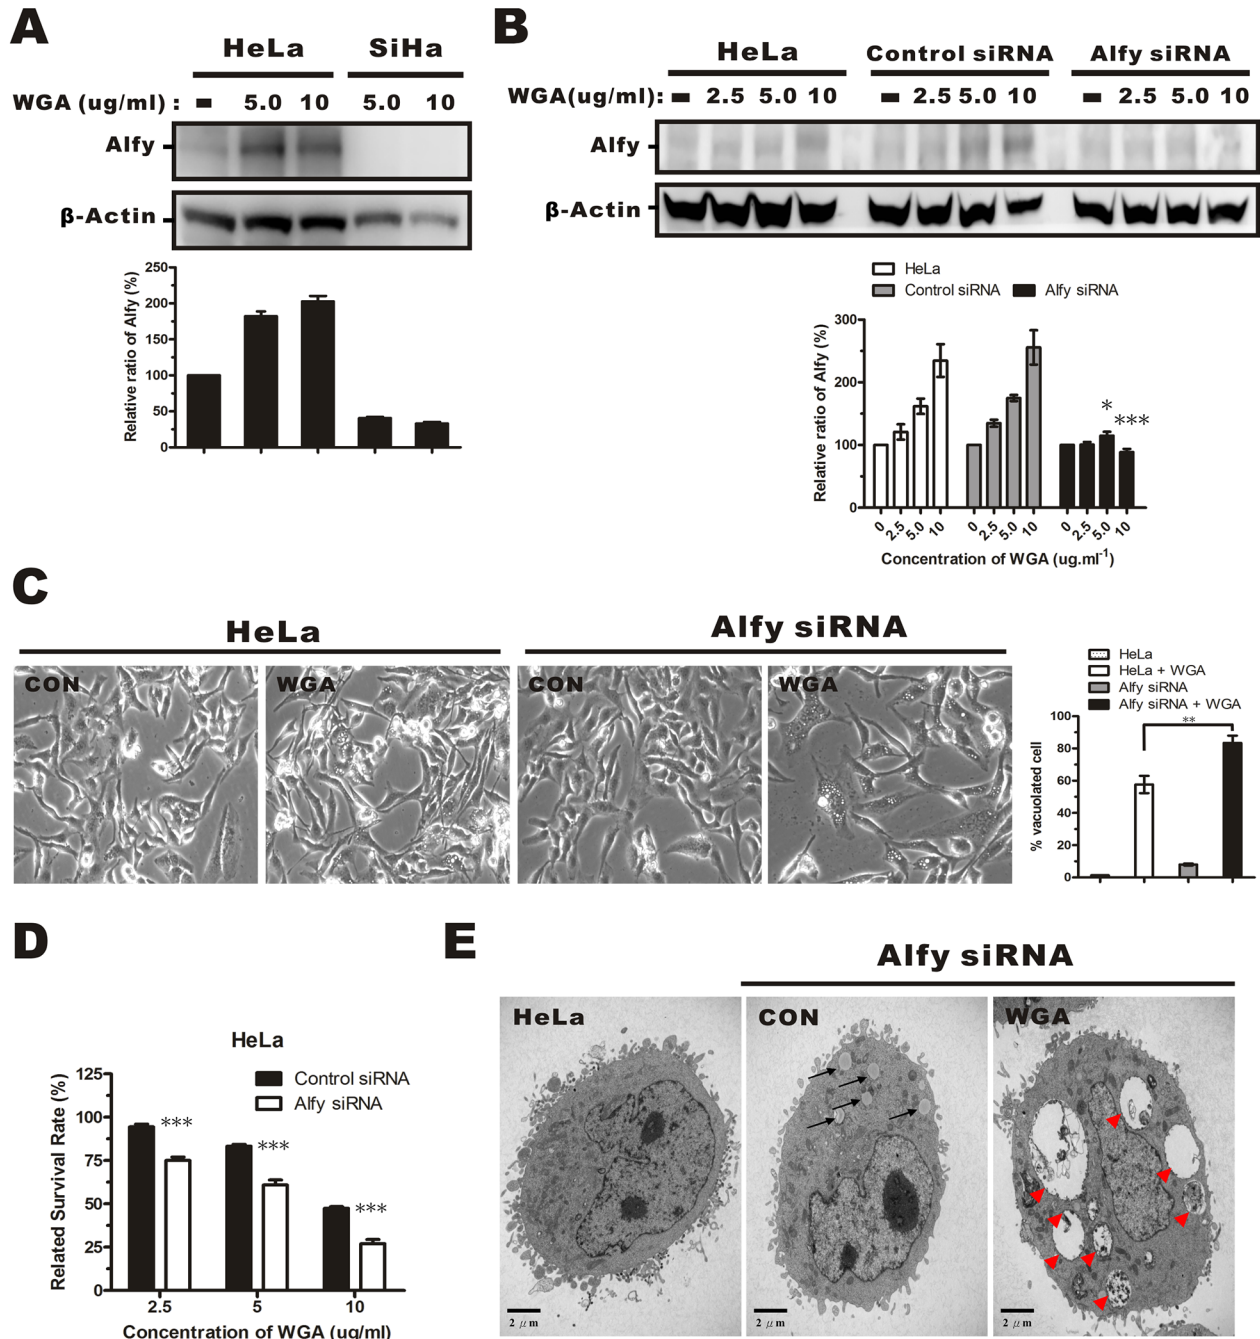 A
HeLa SiHa
WGA (ug/ml) : - 5.0 10 5.0 10
Alfy
β-Actin
250
200
150
100
50
0
Relative ratio of Alfy (%)
B
HeLa Control siRNA Alfy siRNA
WGA(ug/ml): - 2.5 5.0 10 - 2.5 5.0 10 - 2.5 5.0 10
Alfy
β-Actin
HeLa
Control siRNA Alfy siRNA
300
200
100
0
Relative ratio of Alfy (%)
* ***
0 2.5 5.0 10 0 2.5 5.0 10 0 2.5 5.0 10
Concentration of WGA (ug.ml-1)
C
HeLa Alfy siRNA
CON WGA CON WGA
HeLa
HeLa + WGA
Alfy siRNA
Alfy siRNA + WGA
100
80
60
40
20
0
% vacuolated cell
**
D
HeLa
Control siRNA
Alfy siRNA
125
100
75
50
25
0
Related Survival Rate (%)
*** *** ***
2.5 5 10
Concentration of WGA (ug/ml)
E
Alfy siRNA
HeLa CON WGA
2 μm 2 μm 2 μm